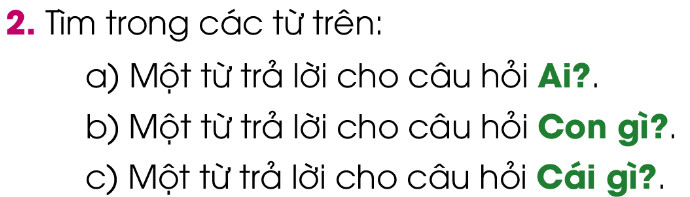 2. Tìm trong các từ trên:
a) Một từ trả lời cho câu hỏi Ai?.
b) Một từ trả lời cho câu hỏi Con gì?.
c) Một từ trả lời cho câu hỏi Cái gì?.